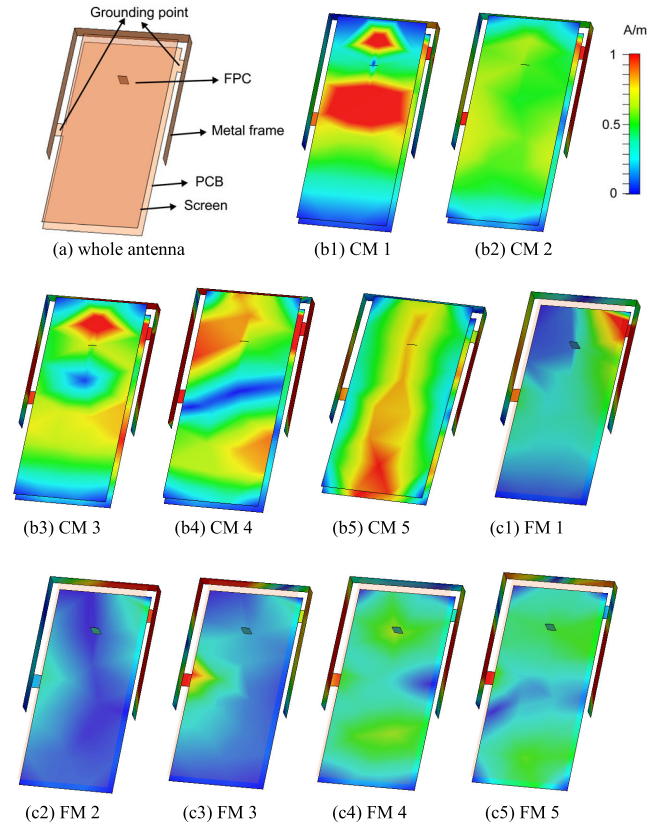 Grounding point
FPC
Metal frame
PCB
Screen
(a) whole antenna
(b1) CM 1
(b2) CM 2
A/m
1
0.5
0
(b3) CM 3
(b4) CM 4
(b5) CM 5
(c1) FM 1
(c2) FM 2
(c3) FM 3
(c4) FM 4
(c5) FM 5